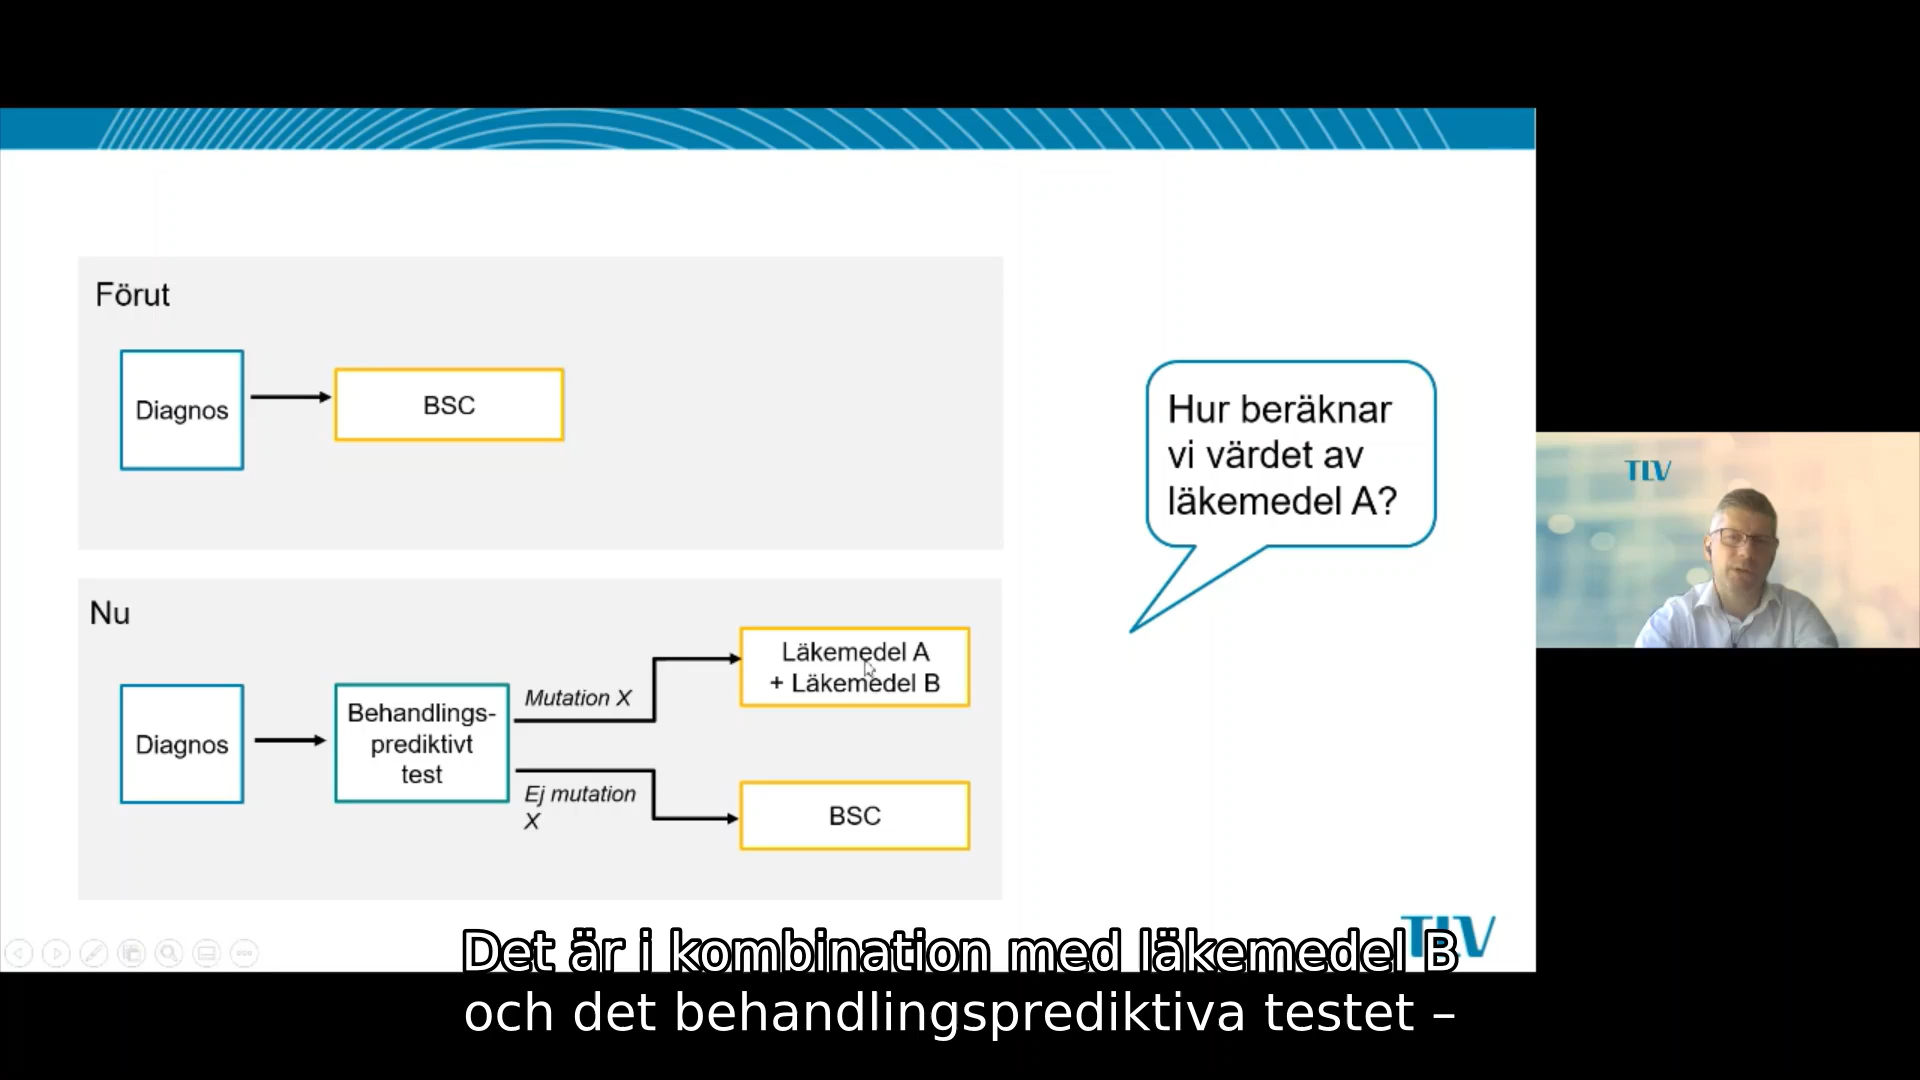 Förut
Diagnos
BSC
Hur beräknar
vi värdet av
läkemedel A?
TLV
Nu
Diagnos
Behandlings-
prediktivt
test
Mutation X
Ej mutation
X
Läkemedel A
+ Läkemedel B
BSC
TLV
Det är i kombination med läkemedel B
och det behandlingsprediktiva testet –